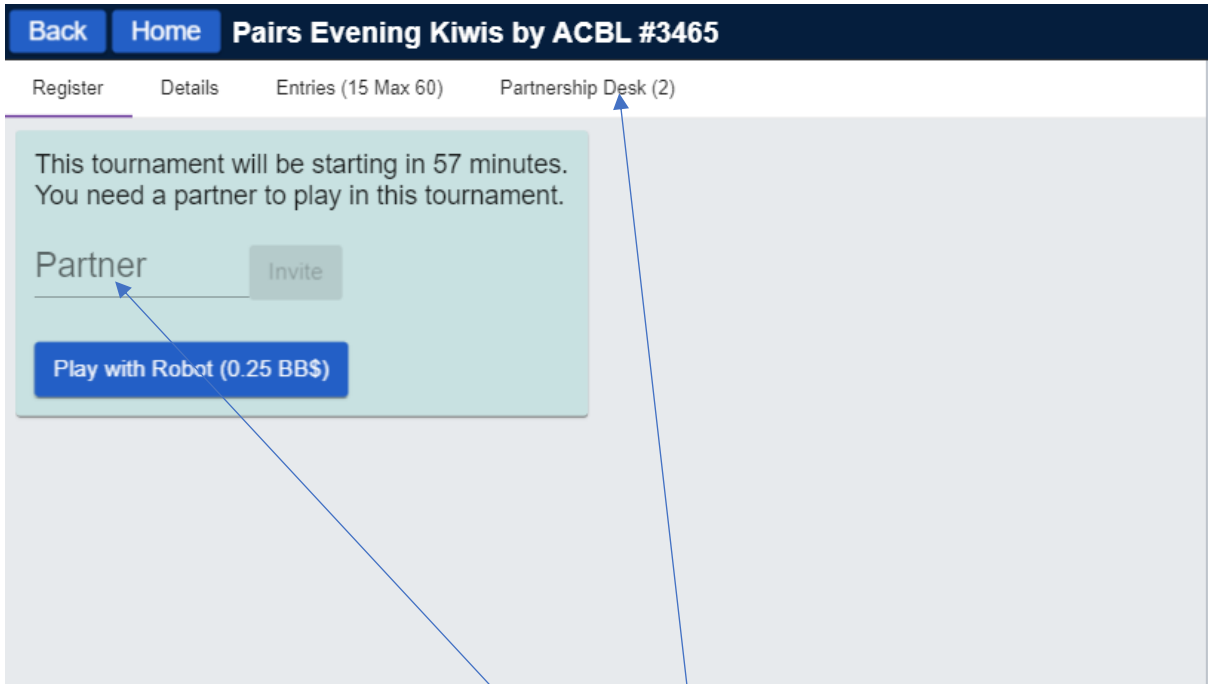 Back Home Pairs Evening Kiwis by ACBL #3465
Register Details Entries (15 Max 60) Partnership Desk (2)
This tournament will be starting in 57 minutes.
You need a partner to play in this tournament.
Partner Invite
Play with Robot (0.25 BB$)